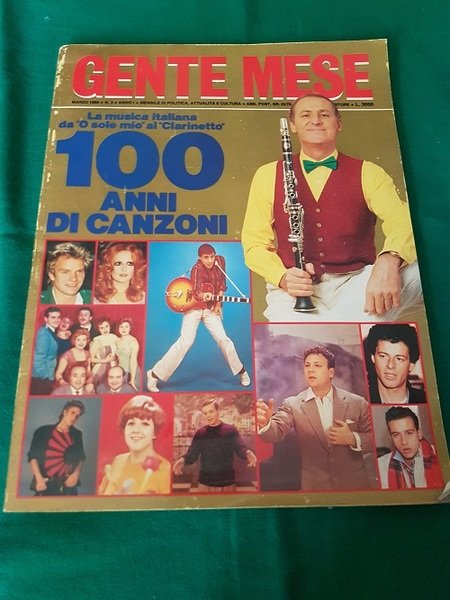 GENTE MESE
MARZO 1986 • N. 3 • ANNO I • MENSILE DI POLITICA, ATTUALITÀ E CULTURA • ABB. POST. GR. III/70 L. 3000
La musica italiana
da 'O sole mio' al "Clarinetto"
100
ANNI
DI CANZONI